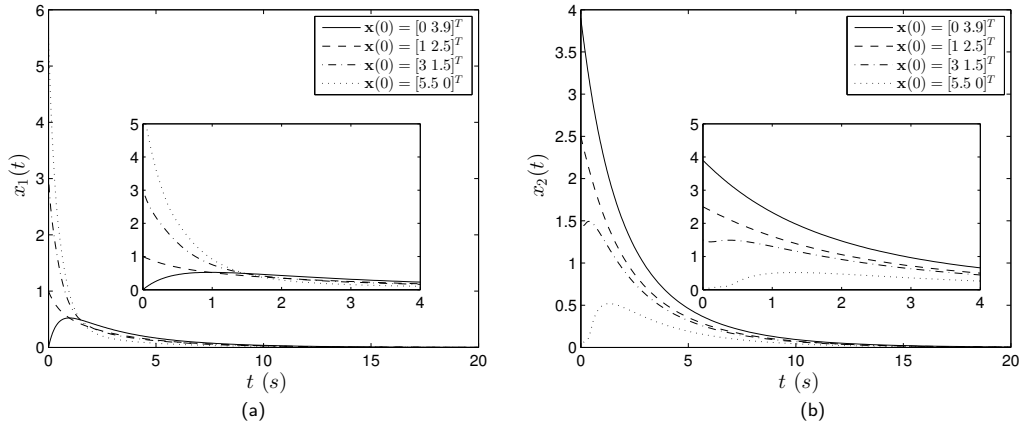 x(0) = [0 3.9]^T
x(0) = [1 2.5]^T
x(0) = [3 1.5]^T
x(0) = [5.5 0]^T
x₁(t)
6
5
4
3
2
1
0
0 5 10 15 20
5
4
3
2
1
0
0 1 2 3 4
t (s)
(a)
x(0) = [0 3.9]^T
x(0) = [1 2.5]^T
x(0) = [3 1.5]^T
x(0) = [5.5 0]^T
x₂(t)
4
3.5
3
2.5
2
1.5
1
0.5
0
0 5 10 15 20
5
4
3
2
1
0
0 1 2 3 4
t (s)
(b)